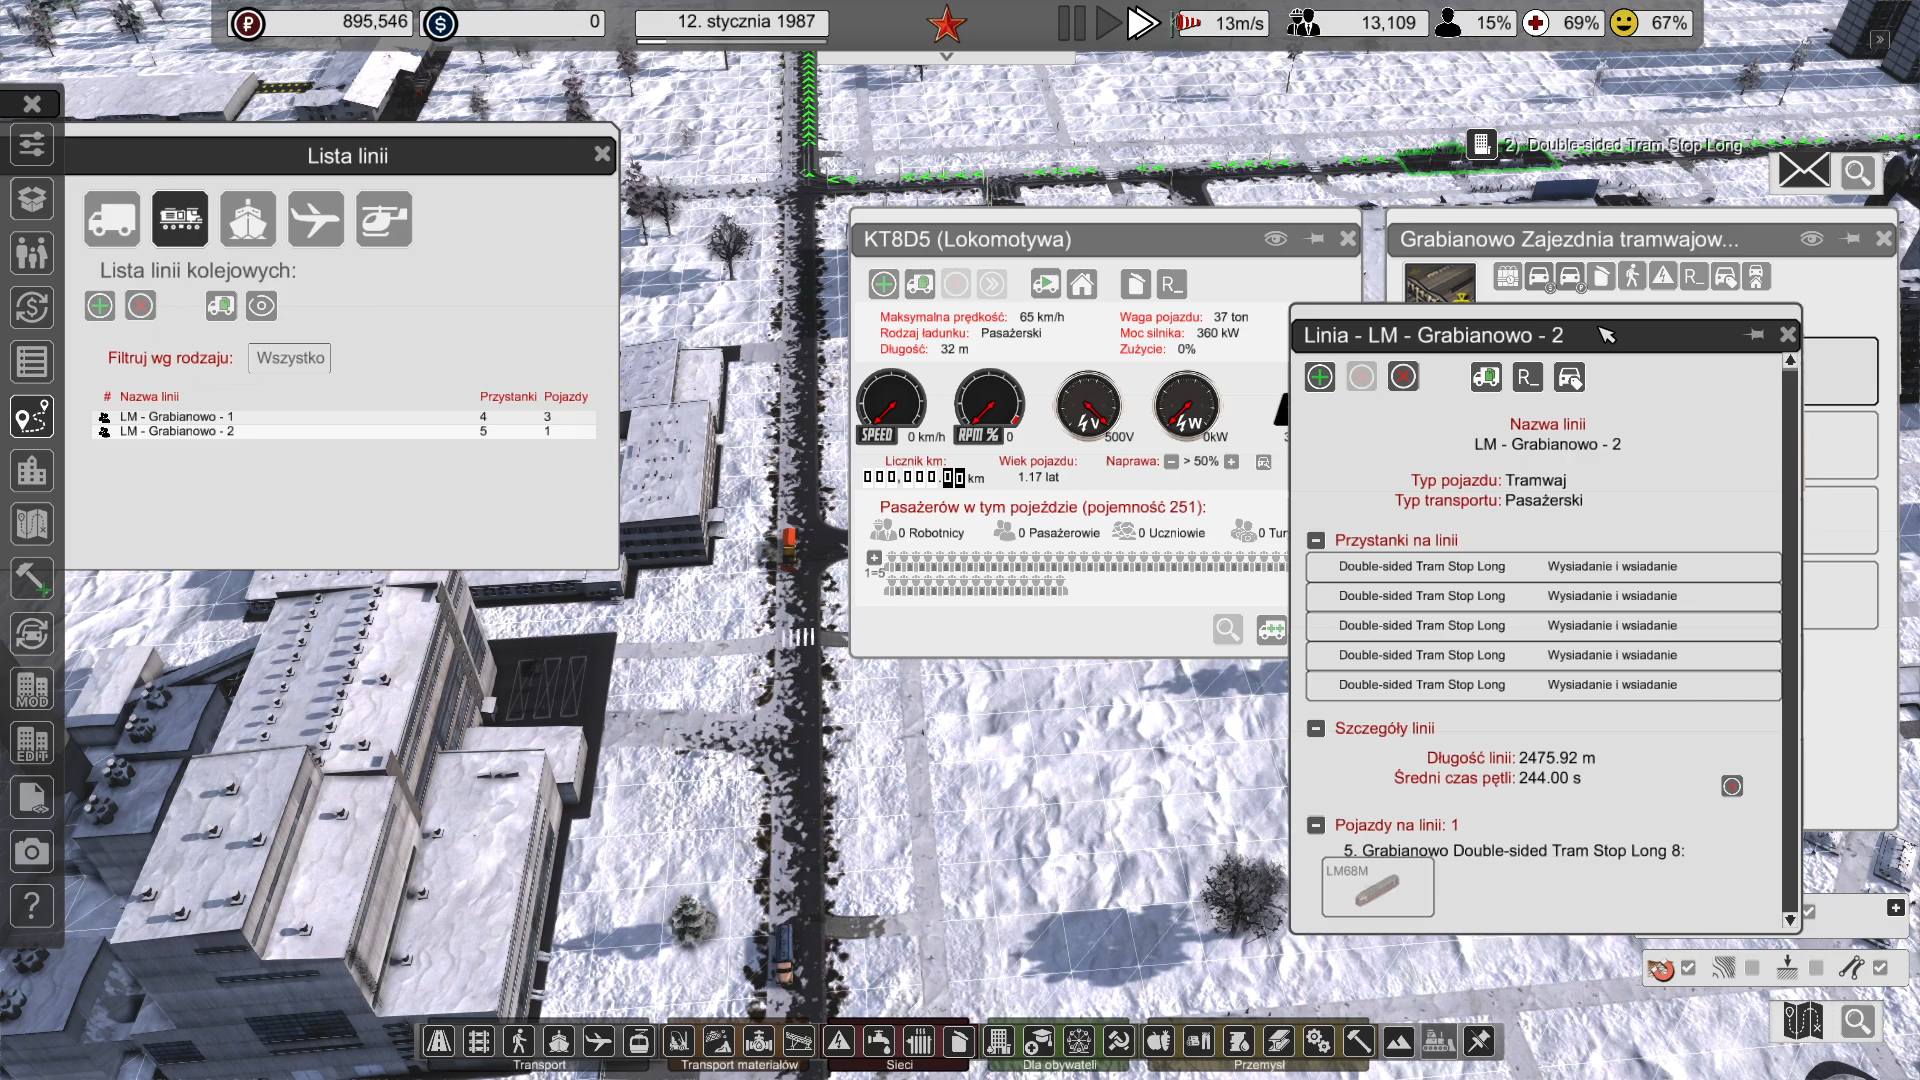 895,546
0
12. stycznia 1987
13m/s
13,109
15%
69%
67%
»
Lista linii
Lista linii kolejowych:
Filtruj wg rodzaju: Wszystko
# Nazwa linii Przystanki Pojazdy
LM - Grabianowo - 1 4 3
LM - Grabianowo - 2 5 1
2) Double-sided Tram Stop Long
KT8D5 (Lokomotywa)
R_
Maksymalna prędkość: 65 km/h
Rodzaj ładunku: Pasażerski
Długość: 32 m
Waga pojazdu: 37 ton
Moc silnika: 360 kW
Zużycie: 0%
SPEED 0 km/h
RPM % 0
V 500V
W 0kW
Licznik km:
000,000.00 km
Wiek pojazdu:
1.17 lat
Naprawa: > 50%
Pasażerów w tym pojeździe (pojemność 251):
0 Robotnicy
0 Pasażerowie
0 Uczniowie
0 Tur
1=5
Grabianowo Zajezdnia tramwajow...
R_
Linia - LM - Grabianowo - 2
R_
Nazwa linii
LM - Grabianowo - 2
Typ pojazdu: Tramwaj
Typ transportu: Pasażerski
Przystanki na linii
Double-sided Tram Stop Long Wysiadanie i wsiadanie
Double-sided Tram Stop Long Wysiadanie i wsiadanie
Double-sided Tram Stop Long Wysiadanie i wsiadanie
Double-sided Tram Stop Long Wysiadanie i wsiadanie
Double-sided Tram Stop Long Wysiadanie i wsiadanie
Szczegóły linii
Długość linii: 2475.92 m
Średni czas pętli: 244.00 s
Pojazdy na linii: 1
5. Grabianowo Double-sided Tram Stop Long 8:
LM68M
MOD
EDIT
?
Transport
Transport materiałów
Sieci
Dla obywateli
Przemysł